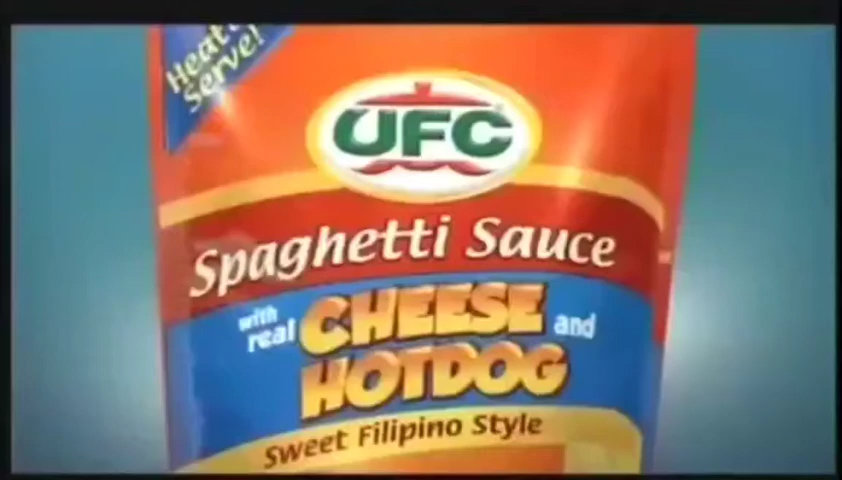 Heat &
Serve!
UFC
Spaghetti Sauce
with
real CHEESE and
HOTDOG
Sweet Filipino Style